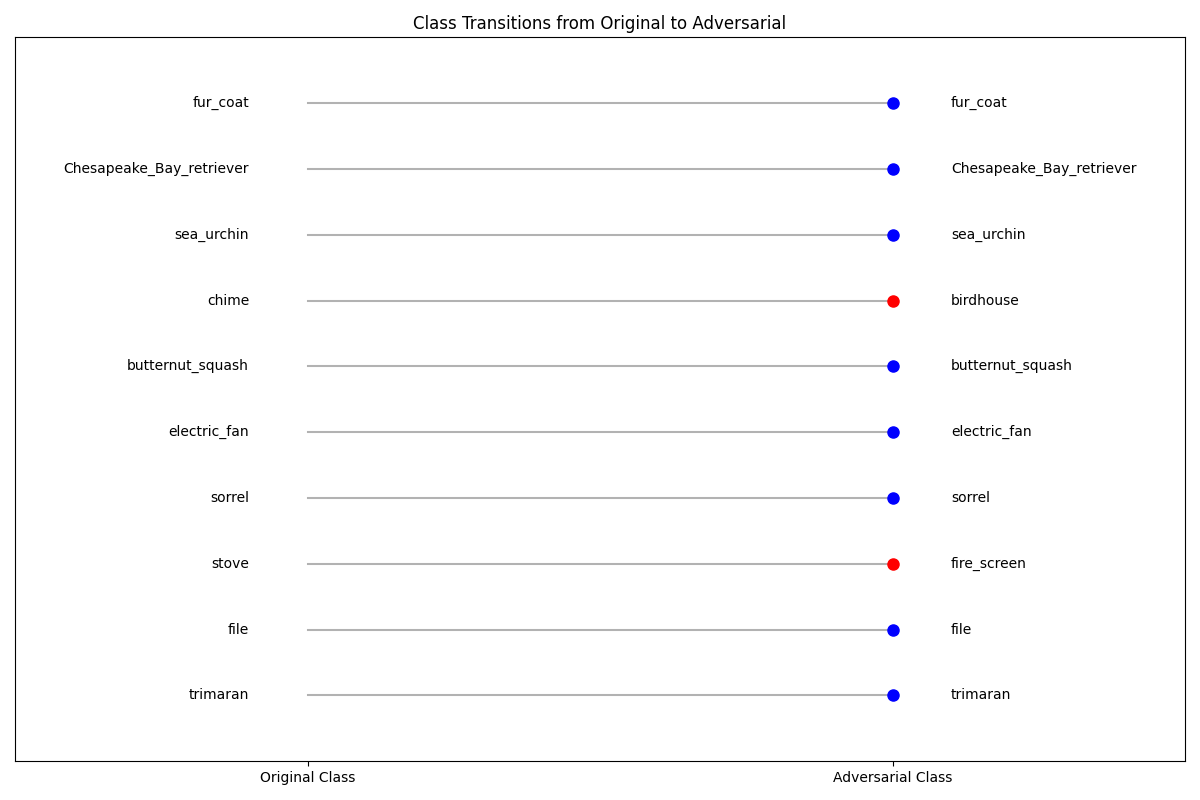 Class Transitions from Original to Adversarial
fur_coat fur_coat
Chesapeake_Bay_retriever Chesapeake_Bay_retriever
sea_urchin sea_urchin
chime birdhouse
butternut_squash butternut_squash
electric_fan electric_fan
sorrel sorrel
stove fire_screen
file file
trimaran trimaran
Original Class Adversarial Class